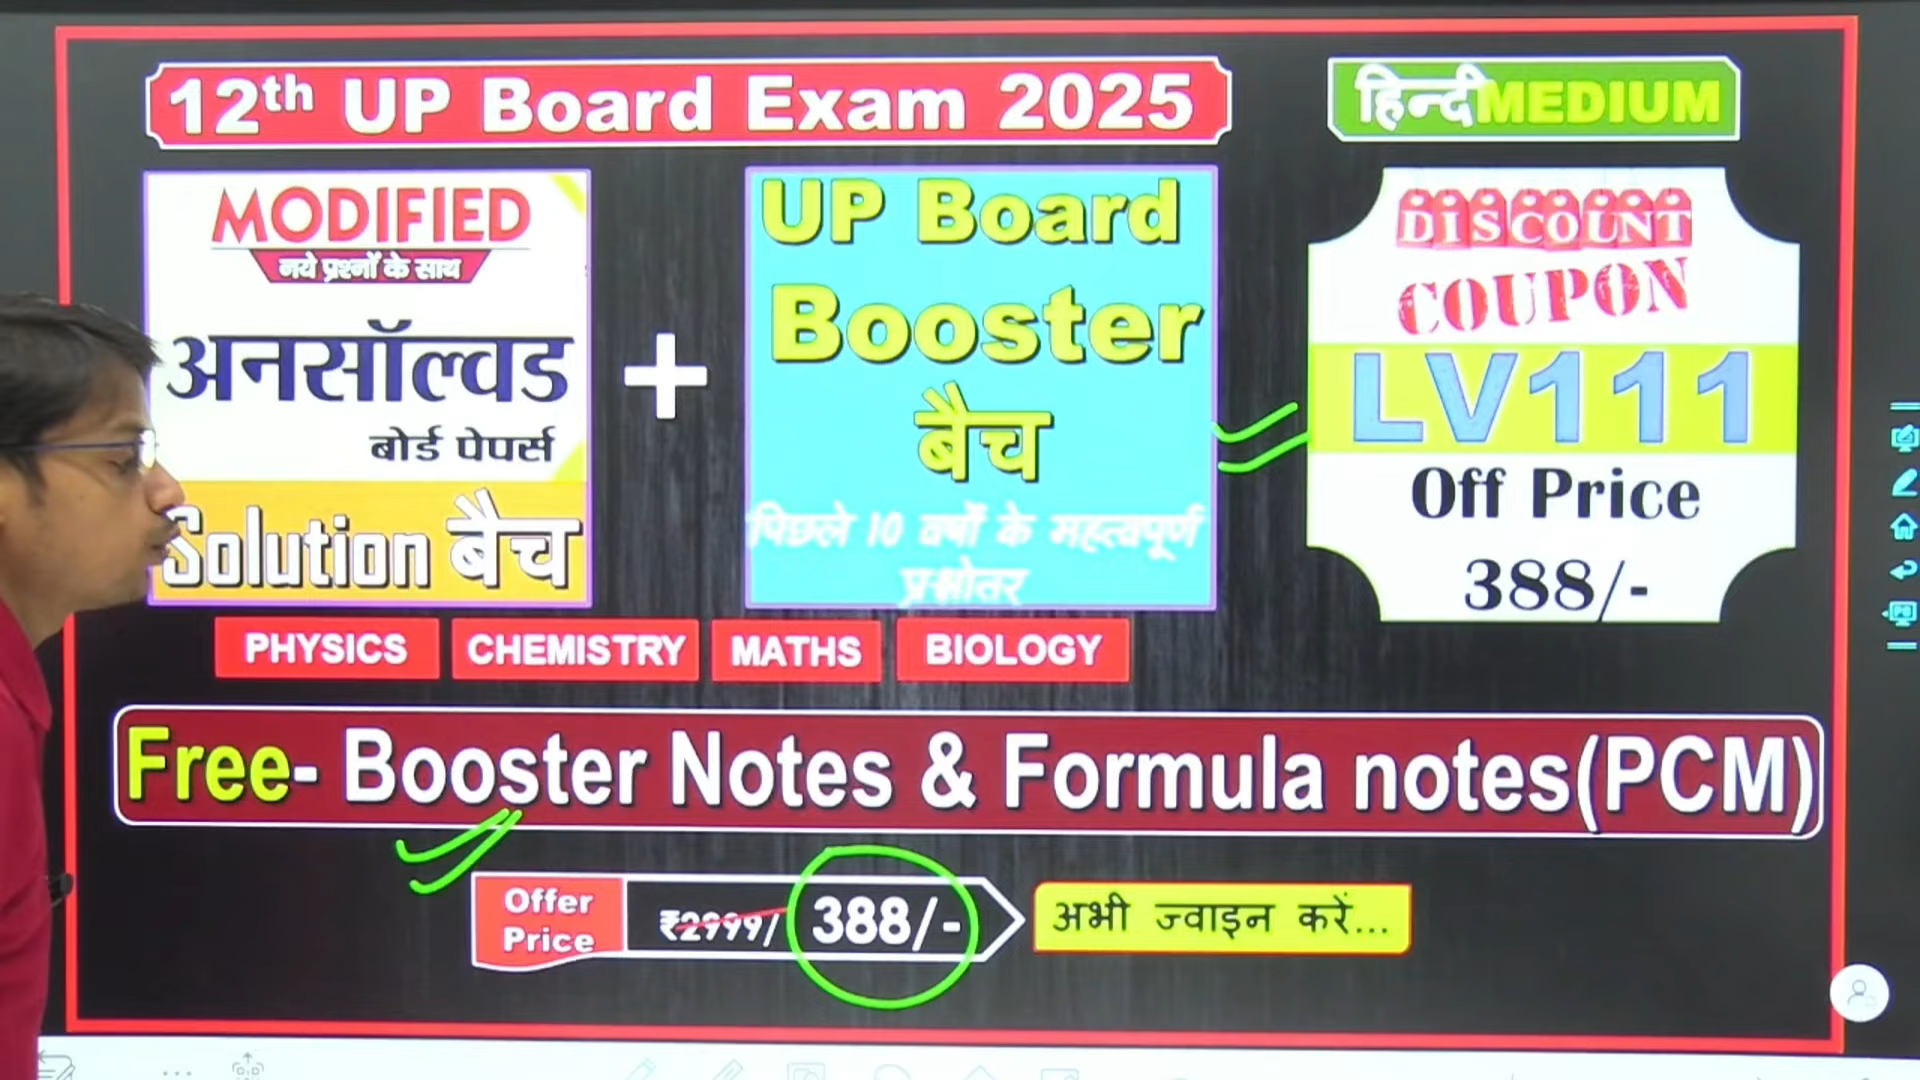 12th UP Board Exam 2025
हिन्दीMEDIUM
MODIFIED
नये प्रश्नों के साथ
अनसॉल्वड
बोर्ड पेपर्स
Solution बैच
+
UP Board
Booster
बैच
पिछले 10 वर्षों के महत्वपूर्ण
प्रश्नोतर
DISCOUNT
COUPON
LV111
Off Price
388/-
PHYSICS
CHEMISTRY
MATHS
BIOLOGY
Free- Booster Notes & Formula notes(PCM)
Offer
Price
₹2999/
388/-
अभी ज्वाइन करें...